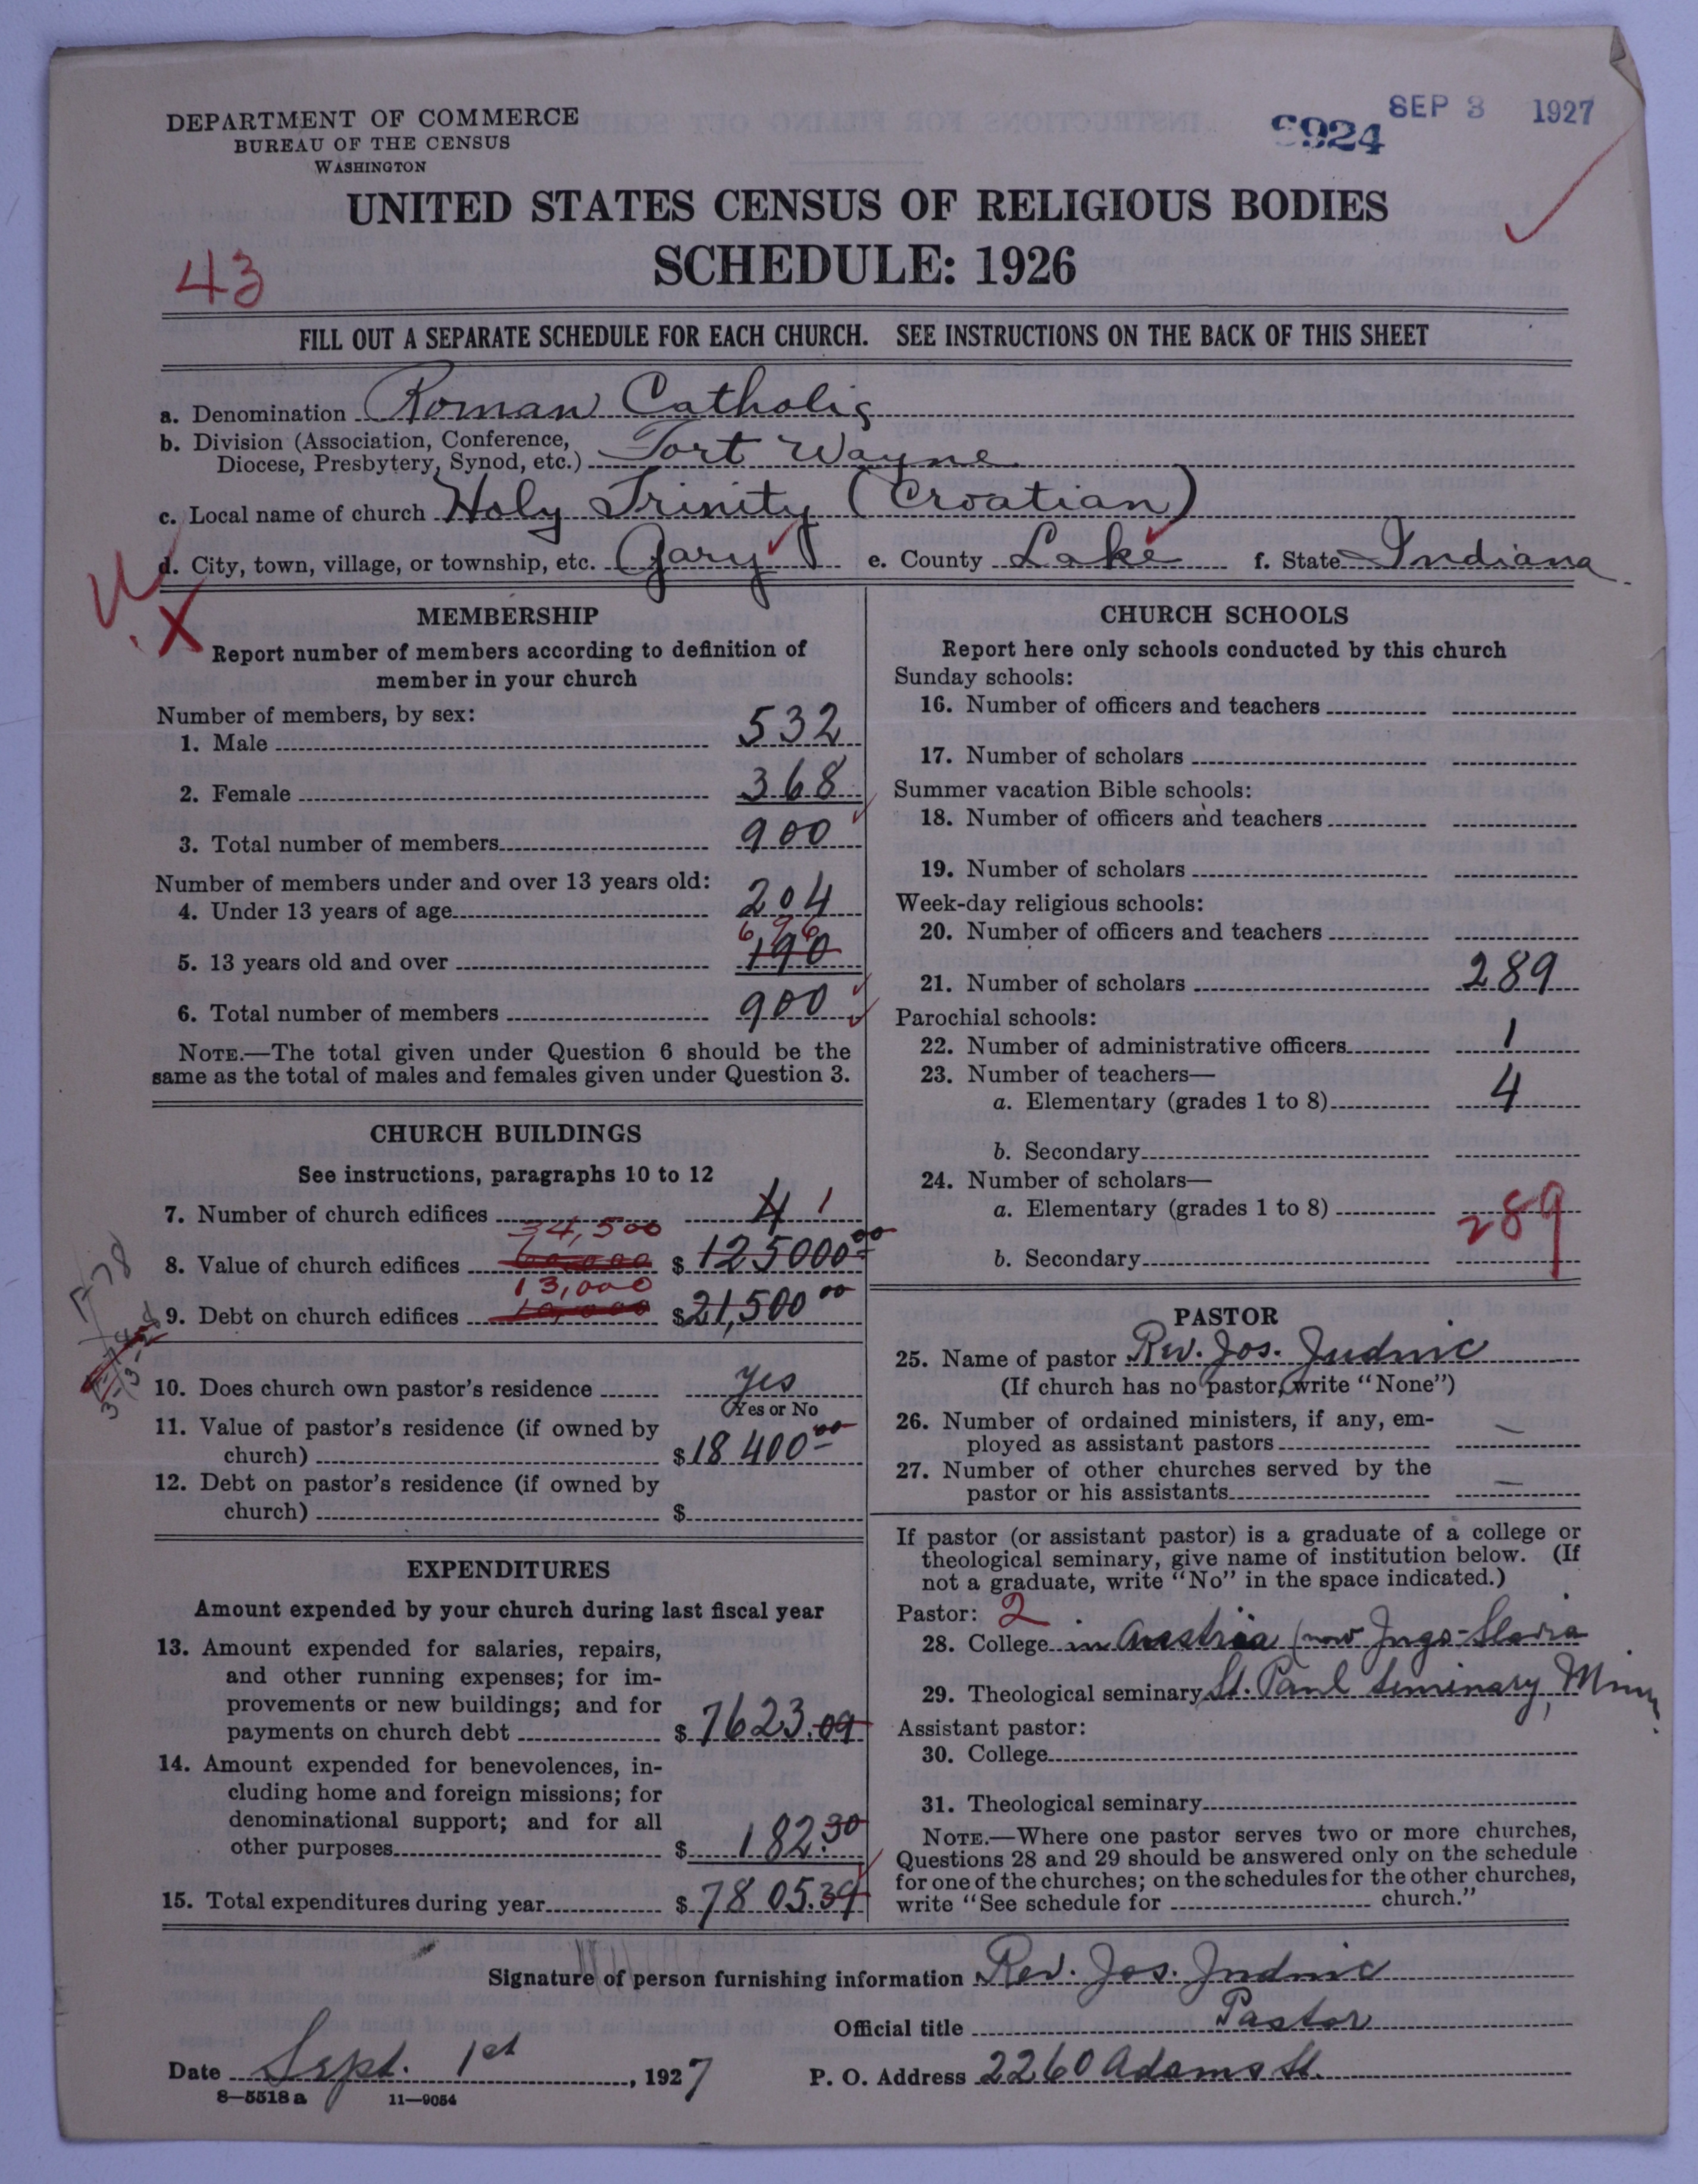 DEPARTMENT OF COMMERCE
BUREAU OF THE CENSUS
WASHINGTON
SEP 3 1927
6924
UNITED STATES CENSUS OF RELIGIOUS BODIES
SCHEDULE: 1926
43
FILL OUT A SEPARATE SCHEDULE FOR EACH CHURCH. SEE INSTRUCTIONS ON THE BACK OF THIS SHEET
a. Denomination Roman Catholic
b. Division (Association, Conference,
Diocese, Presbytery, Synod, etc.) Fort Wayne
c. Local name of church Holy Trinity (Croatian)
d. City, town, village, or township, etc. Gary e. County Lake f. State Indiana
X
MEMBERSHIP
Report number of members according to definition of
member in your church
Number of members, by sex:
1. Male 532
2. Female 368
3. Total number of members 900
Number of members under and over 13 years old:
4. Under 13 years of age 204
696
5. 13 years old and over 190
6. Total number of members 900
NOTE.—The total given under Question 6 should be the
same as the total of males and females given under Question 3.
CHURCH BUILDINGS
See instructions, paragraphs 10 to 12
7. Number of church edifices 4 1
34,500
8. Value of church edifices $ 125000 00
13,000
9. Debt on church edifices $ 21,500 00
10. Does church own pastor's residence yes
Yes or No
11. Value of pastor's residence (if owned by
church) $ 18 400 00
12. Debt on pastor's residence (if owned by
church) $
EXPENDITURES
Amount expended by your church during last fiscal year
13. Amount expended for salaries, repairs,
and other running expenses; for im-
provements or new buildings; and for
payments on church debt $ 7623.09
14. Amount expended for benevolences, in-
cluding home and foreign missions; for
denominational support; and for all
other purposes $ 182.30
15. Total expenditures during year $ 7805.39
CHURCH SCHOOLS
Report here only schools conducted by this church
Sunday schools:
16. Number of officers and teachers
17. Number of scholars
Summer vacation Bible schools:
18. Number of officers and teachers
19. Number of scholars
Week-day religious schools:
20. Number of officers and teachers
21. Number of scholars 289
Parochial schools:
22. Number of administrative officers 1
23. Number of teachers—
a. Elementary (grades 1 to 8) 4
b. Secondary
24. Number of scholars—
a. Elementary (grades 1 to 8) 289
b. Secondary
PASTOR
25. Name of pastor Rev. Jos. Judnic
(If church has no pastor, write "None")
26. Number of ordained ministers, if any, em-
ployed as assistant pastors —
27. Number of other churches served by the
pastor or his assistants —
If pastor (or assistant pastor) is a graduate of a college or
theological seminary, give name of institution below. (If
not a graduate, write "No" in the space indicated.)
Pastor: 2
28. College in Austria (now Jugo-Slavia
29. Theological seminary St. Paul Seminary, Minn.
Assistant pastor:
30. College
31. Theological seminary
NOTE.—Where one pastor serves two or more churches,
Questions 28 and 29 should be answered only on the schedule
for one of the churches; on the schedules for the other churches,
write "See schedule for church."
Signature of person furnishing information Rev. Jos. Judnic
Official title Pastor
Date Sept. 1st, 1927 P. O. Address 2260 Adams St.
8—5518 a 11—9054